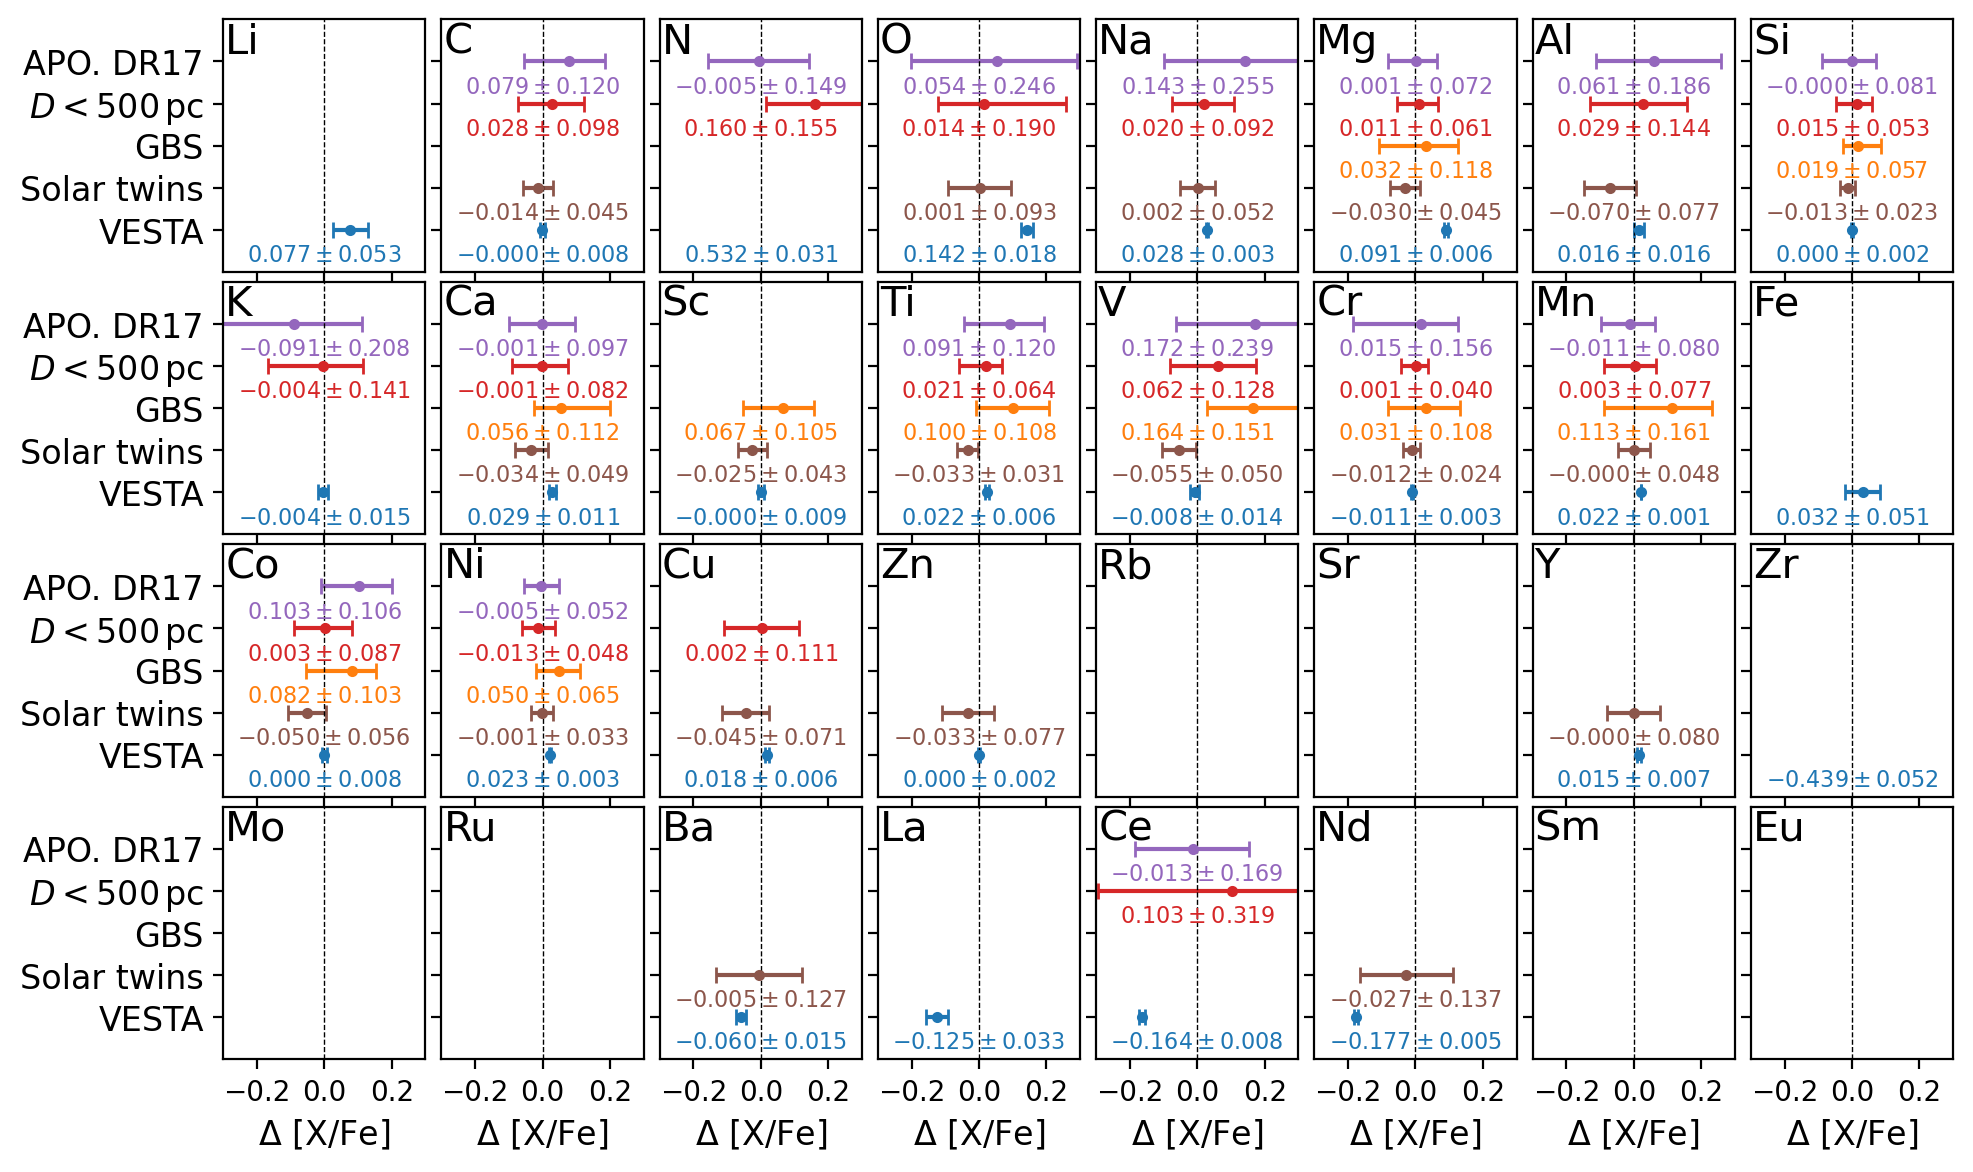 Li C N O Na Mg Al Si
APO. DR17 0.079 ± 0.120 −0.005 ± 0.149 0.054 ± 0.246 0.143 ± 0.255 0.001 ± 0.072 0.061 ± 0.186 −0.000 ± 0.081
D < 500 pc 0.028 ± 0.098 0.160 ± 0.155 0.014 ± 0.190 0.020 ± 0.092 0.011 ± 0.061 0.029 ± 0.144 0.015 ± 0.053
GBS 0.032 ± 0.118 0.019 ± 0.057
Solar twins −0.014 ± 0.045 0.001 ± 0.093 0.002 ± 0.052 −0.030 ± 0.045 −0.070 ± 0.077 −0.013 ± 0.023
VESTA 0.077 ± 0.053 −0.000 ± 0.008 0.532 ± 0.031 0.142 ± 0.018 0.028 ± 0.003 0.091 ± 0.006 0.016 ± 0.016 0.000 ± 0.002
K Ca Sc Ti V Cr Mn Fe
APO. DR17 −0.091 ± 0.208 −0.001 ± 0.097 0.091 ± 0.120 0.172 ± 0.239 0.015 ± 0.156 −0.011 ± 0.080
D < 500 pc −0.004 ± 0.141 −0.001 ± 0.082 0.021 ± 0.064 0.062 ± 0.128 0.001 ± 0.040 0.003 ± 0.077
GBS 0.056 ± 0.112 0.067 ± 0.105 0.100 ± 0.108 0.164 ± 0.151 0.031 ± 0.108 0.113 ± 0.161
Solar twins −0.034 ± 0.049 −0.025 ± 0.043 −0.033 ± 0.031 −0.055 ± 0.050 −0.012 ± 0.024 −0.000 ± 0.048
VESTA −0.004 ± 0.015 0.029 ± 0.011 −0.000 ± 0.009 0.022 ± 0.006 −0.008 ± 0.014 −0.011 ± 0.003 0.022 ± 0.001 0.032 ± 0.051
Co Ni Cu Zn Rb Sr Y Zr
APO. DR17 0.103 ± 0.106 −0.005 ± 0.052
D < 500 pc 0.003 ± 0.087 −0.013 ± 0.048 0.002 ± 0.111
GBS 0.082 ± 0.103 0.050 ± 0.065
Solar twins −0.050 ± 0.056 −0.001 ± 0.033 −0.045 ± 0.071 −0.033 ± 0.077 −0.000 ± 0.080
VESTA 0.000 ± 0.008 0.023 ± 0.003 0.018 ± 0.006 0.000 ± 0.002 0.015 ± 0.007 −0.439 ± 0.052
Mo Ru Ba La Ce Nd Sm Eu
APO. DR17 −0.013 ± 0.169
D < 500 pc 0.103 ± 0.319
GBS
Solar twins −0.005 ± 0.127 −0.027 ± 0.137
VESTA −0.060 ± 0.015 −0.125 ± 0.033 −0.164 ± 0.008 −0.177 ± 0.005
−0.2 0.0 0.2 −0.2 0.0 0.2 −0.2 0.0 0.2 −0.2 0.0 0.2 −0.2 0.0 0.2 −0.2 0.0 0.2 −0.2 0.0 0.2 −0.2 0.0 0.2
Δ [X/Fe] Δ [X/Fe] Δ [X/Fe] Δ [X/Fe] Δ [X/Fe] Δ [X/Fe] Δ [X/Fe] Δ [X/Fe]